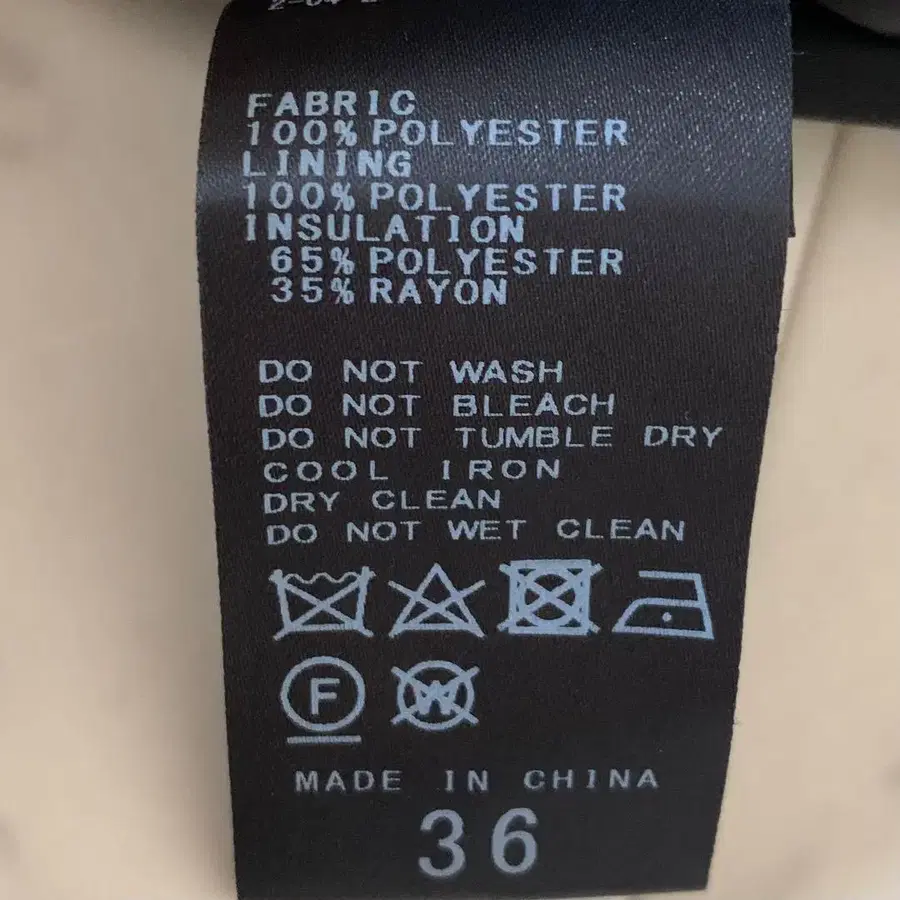 FABRIC
100% POLYESTER
LINING
100% POLYESTER
INSULATION
65% POLYESTER
35% RAYON
DO NOT WASH
DO NOT BLEACH
DO NOT TUMBLE DRY
COOL IRON
DRY CLEAN
DO NOT WET CLEAN
F W
MADE IN CHINA
36